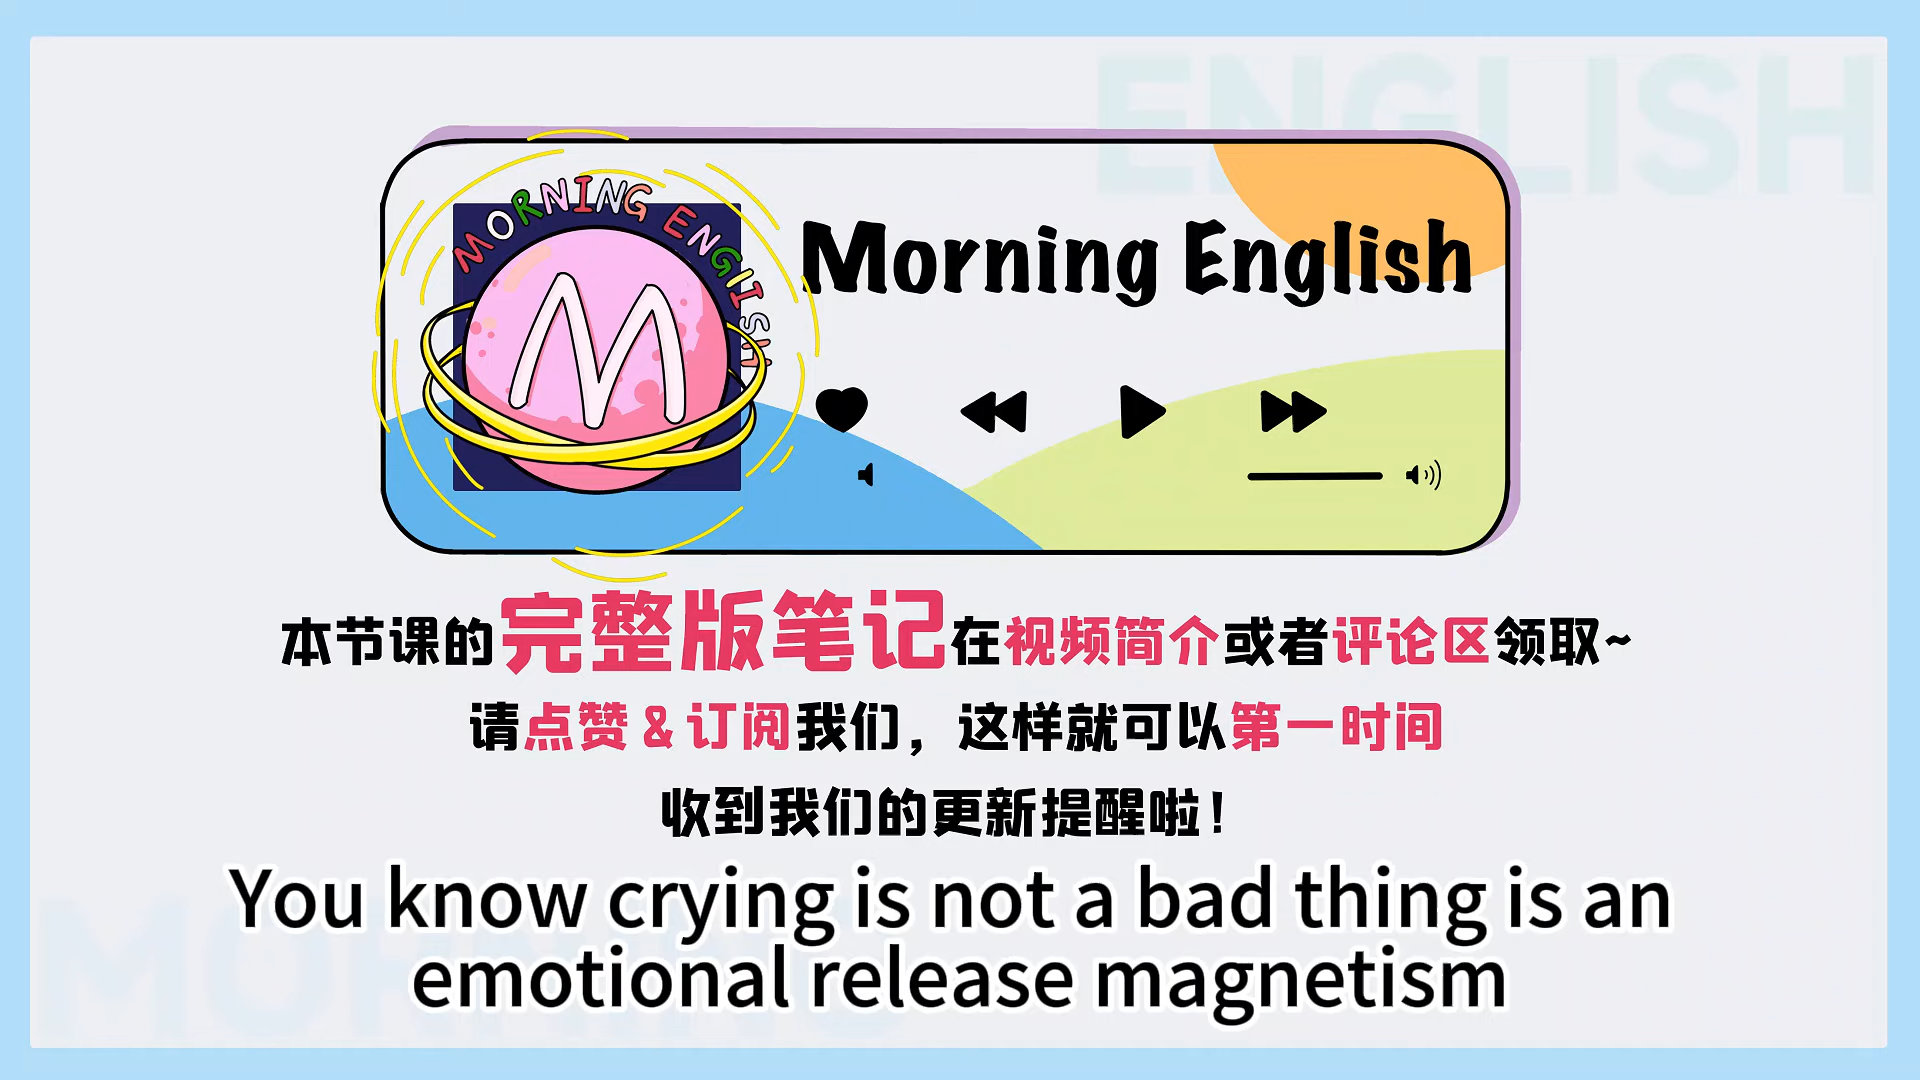 ENGLISH
MORNING ENGLISH
M
Morning English
本节课的完整版笔记在视频简介或者评论区领取~
请点赞&订阅我们，这样就可以第一时间
收到我们的更新提醒啦！
You know crying is not a bad thing is an
emotional release magnetism
MORNING